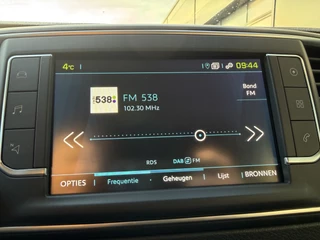 4°C
09:44
538
FM 538
102.30 MHz
Band
FM
RDS DAB FM
OPTIES Frequentie Geheugen Lijst BRONNEN